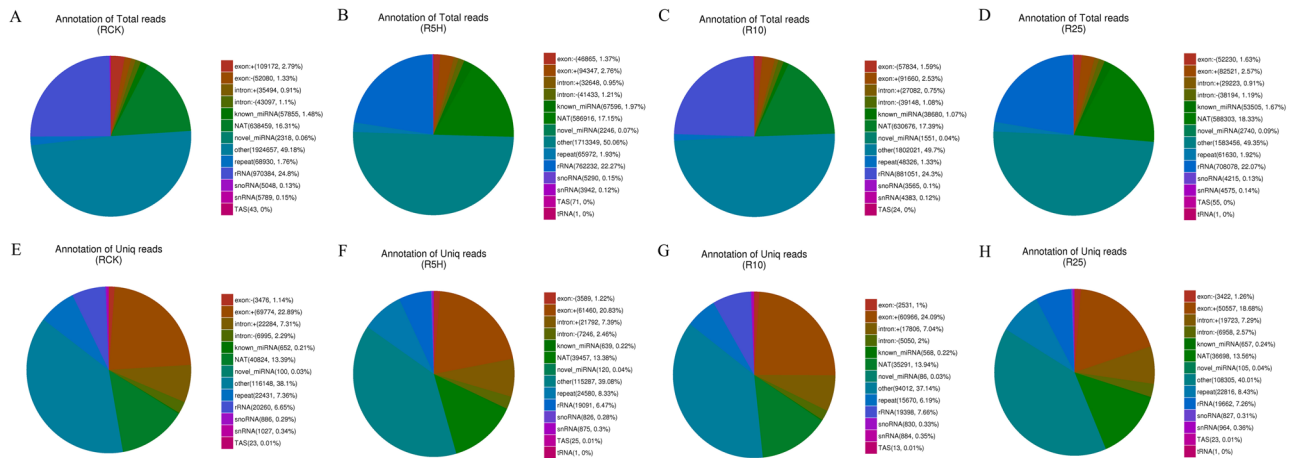 A
Annotation of Total reads
(RCK)
exon:+(109172, 2.79%)
exon:-(52080, 1.33%)
intron:+(35494, 0.91%)
intron:-(43097, 1.1%)
known_miRNA(57855, 1.48%)
NAT(638459, 16.31%)
novel_miRNA(2318, 0.06%)
other(1924657, 49.18%)
repeat(68930, 1.76%)
rRNA(970384, 24.8%)
snoRNA(5048, 0.13%)
snRNA(5789, 0.15%)
TAS(43, 0%)
B
Annotation of Total reads
(R5H)
exon:-(46865, 1.37%)
exon:+(94347, 2.76%)
intron:+(32648, 0.95%)
intron:-(41433, 1.21%)
known_miRNA(67596, 1.97%)
NAT(586916, 17.15%)
novel_miRNA(2246, 0.07%)
other(1713349, 50.06%)
repeat(65972, 1.93%)
rRNA(762232, 22.27%)
snoRNA(5290, 0.15%)
snRNA(3942, 0.12%)
TAS(71, 0%)
tRNA(1, 0%)
C
Annotation of Total reads
(R10)
exon:-(57834, 1.59%)
exon:+(91660, 2.53%)
intron:+(27082, 0.75%)
intron:-(39148, 1.08%)
known_miRNA(38680, 1.07%)
NAT(630676, 17.39%)
novel_miRNA(1551, 0.04%)
other(1802021, 49.7%)
repeat(48326, 1.33%)
rRNA(881051, 24.3%)
snoRNA(3565, 0.1%)
snRNA(4383, 0.12%)
TAS(24, 0%)
D
Annotation of Total reads
(R25)
exon:-(52230, 1.63%)
exon:+(82521, 2.57%)
intron:+(29223, 0.91%)
intron:-(38194, 1.19%)
known_miRNA(53505, 1.67%)
NAT(588303, 18.33%)
novel_miRNA(2740, 0.09%)
other(1583456, 49.35%)
repeat(61630, 1.92%)
rRNA(708078, 22.07%)
snoRNA(4215, 0.13%)
snRNA(4575, 0.14%)
TAS(55, 0%)
tRNA(1, 0%)
E
Annotation of Uniq reads
(RCK)
exon:-(3476, 1.14%)
exon:+(69774, 22.89%)
intron:+(22284, 7.31%)
intron:-(6995, 2.29%)
known_miRNA(652, 0.21%)
NAT(40824, 13.39%)
novel_miRNA(100, 0.03%)
other(116148, 38.1%)
repeat(22431, 7.36%)
rRNA(20260, 6.65%)
snoRNA(886, 0.29%)
snRNA(1027, 0.34%)
TAS(23, 0.01%)
F
Annotation of Uniq reads
(R5H)
exon:-(3589, 1.22%)
exon:+(61460, 20.83%)
intron:+(21792, 7.39%)
intron:-(7246, 2.46%)
known_miRNA(639, 0.22%)
NAT(39457, 13.38%)
novel_miRNA(120, 0.04%)
other(115287, 39.08%)
repeat(24580, 8.33%)
rRNA(19091, 6.47%)
snoRNA(826, 0.28%)
snRNA(875, 0.3%)
TAS(25, 0.01%)
tRNA(1, 0%)
G
Annotation of Uniq reads
(R10)
exon:-(2531, 1%)
exon:+(60966, 24.09%)
intron:+(17806, 7.04%)
intron:-(5050, 2%)
known_miRNA(568, 0.22%)
NAT(35291, 13.94%)
novel_miRNA(86, 0.03%)
other(94012, 37.14%)
repeat(15670, 6.19%)
rRNA(19398, 7.66%)
snoRNA(830, 0.33%)
snRNA(884, 0.35%)
TAS(13, 0.01%)
H
Annotation of Uniq reads
(R25)
exon:-(3422, 1.26%)
exon:+(50557, 18.68%)
intron:+(19723, 7.29%)
intron:-(6958, 2.57%)
known_miRNA(657, 0.24%)
NAT(36698, 13.56%)
novel_miRNA(105, 0.04%)
other(108305, 40.01%)
repeat(22816, 8.43%)
rRNA(19662, 7.26%)
snoRNA(827, 0.31%)
snRNA(964, 0.36%)
TAS(23, 0.01%)
tRNA(1, 0%)